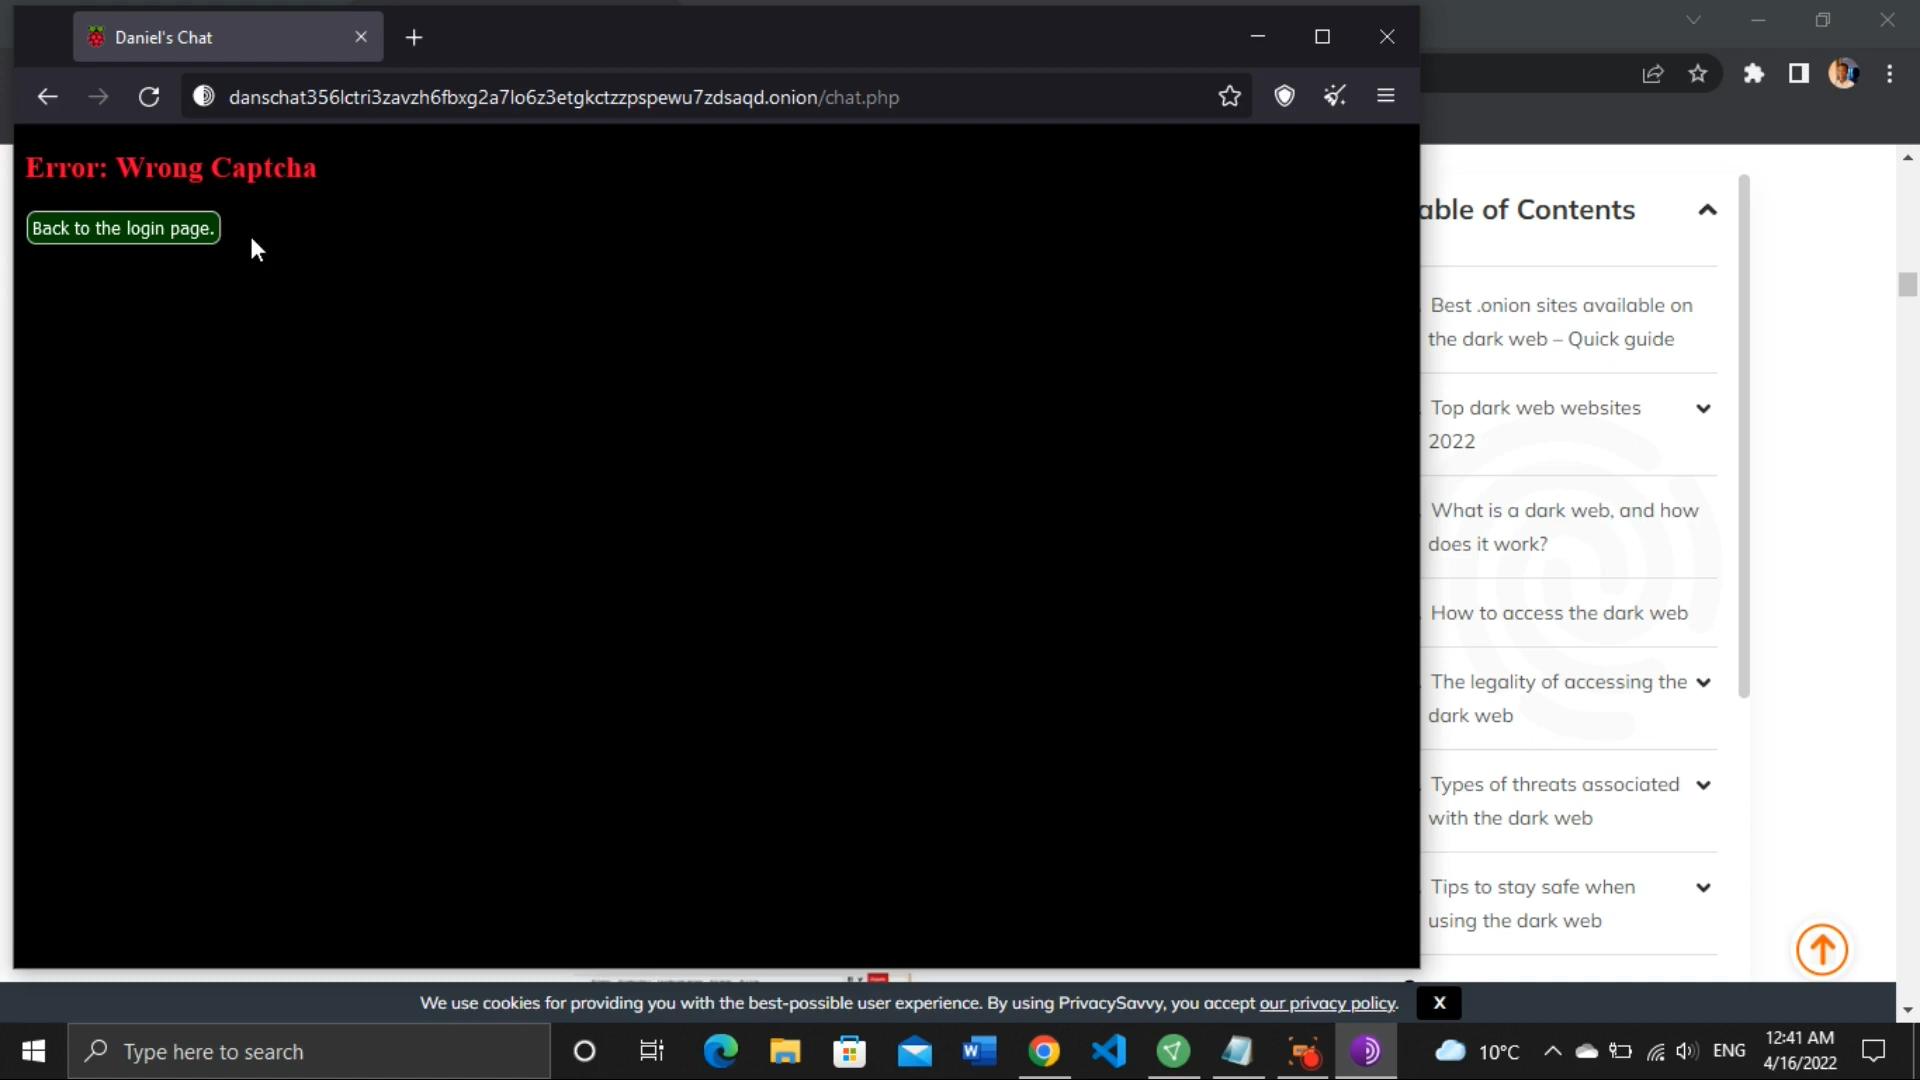 Daniel's Chat
danschat356lctri3zavzh6fbxg2a7lo6z3etgkctzzpspewu7zdsaqd.onion/chat.php
Error: Wrong Captcha
Back to the login page.
able of Contents
Best .onion sites available on
the dark web – Quick guide
Top dark web websites
2022
What is a dark web, and how
does it work?
How to access the dark web
The legality of accessing the
dark web
Types of threats associated
with the dark web
Tips to stay safe when
using the dark web
We use cookies for providing you with the best-possible user experience. By using PrivacySavvy, you accept our privacy policy.
X
Type here to search
10°C
ENG
12:41 AM
4/16/2022